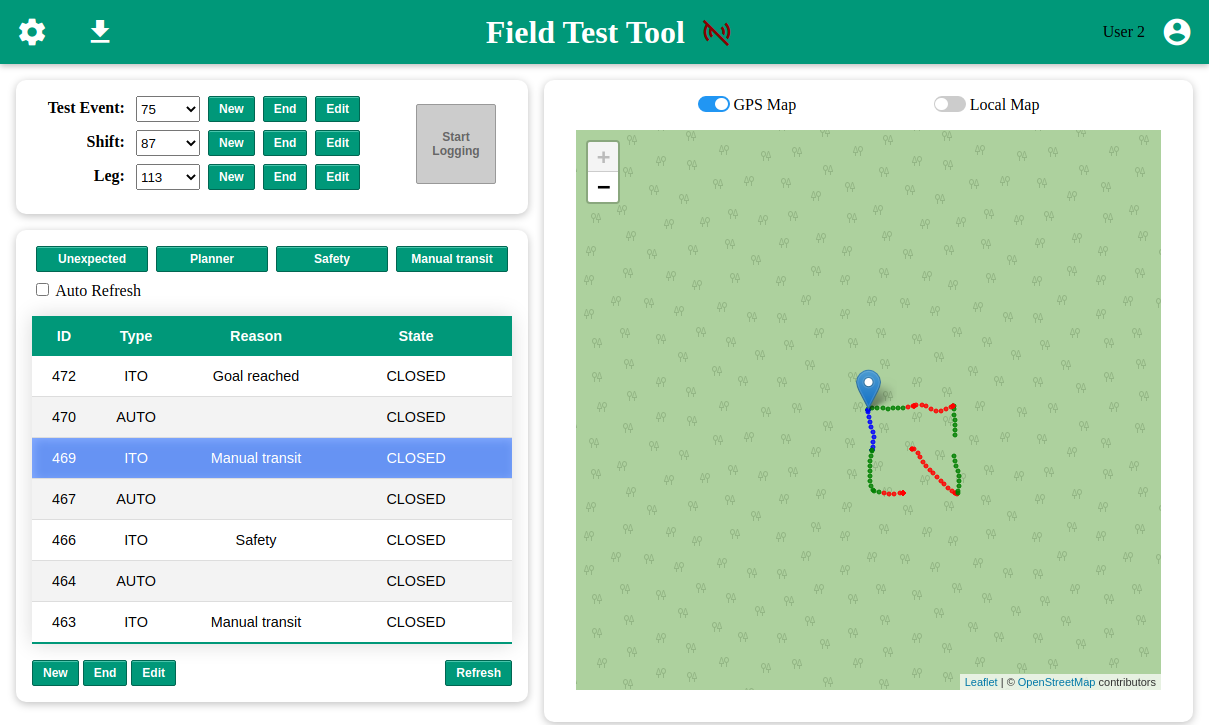 Field Test Tool
User 2
Test Event: 75 New End Edit
Shift: 87 New End Edit
Leg: 113 New End Edit
Start
Logging
Unexpected Planner Safety Manual transit
Auto Refresh
ID Type Reason State
472 ITO Goal reached CLOSED
470 AUTO CLOSED
469 ITO Manual transit CLOSED
467 AUTO CLOSED
466 ITO Safety CLOSED
464 AUTO CLOSED
463 ITO Manual transit CLOSED
New End Edit Refresh
GPS Map Local Map
+
−
Leaflet | © OpenStreetMap contributors